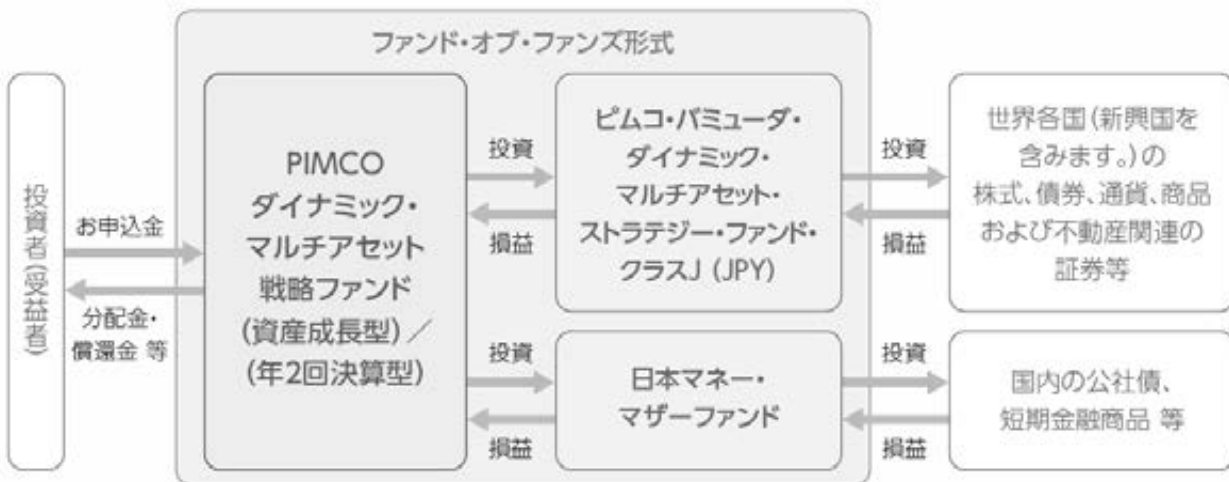 ファンド・オブ・ファンズ形式
投資者(受益者)
お申込金
分配金・
償還金 等
PIMCO
ダイナミック・
マルチアセット
戦略ファンド
(資産成長型)／
(年2回決算型)
投資
損益
ピムコ・バミューダ・
ダイナミック・
マルチアセット・
ストラテジー・ファンド・
クラスJ (JPY)
投資
損益
世界各国(新興国を
含みます。)の
株式、債券、通貨、商品
および不動産関連の
証券等
投資
損益
日本マネー・
マザーファンド
投資
損益
国内の公社債、
短期金融商品 等